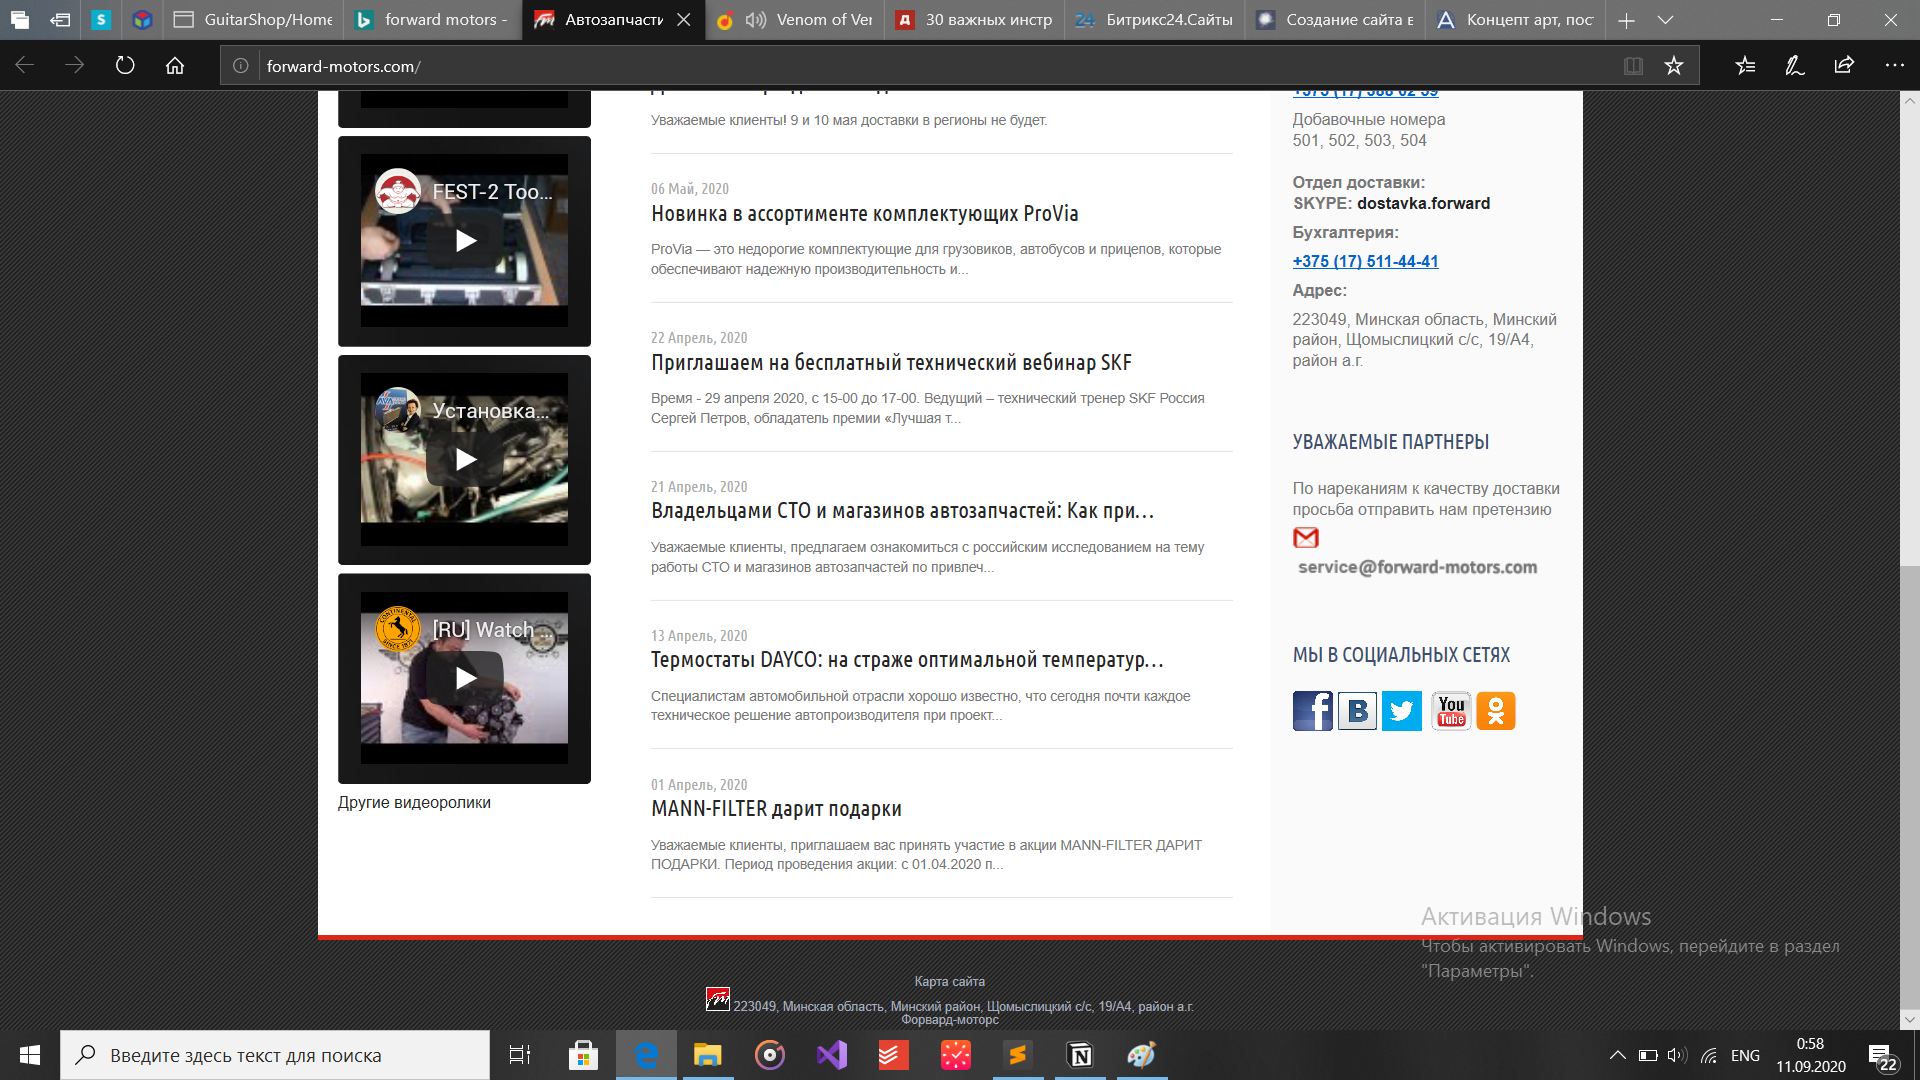 GuitarShop/Home
forward motors -
Автозапчасти
Venom of Ver
30 важных инстр
24 Битрикс24.Сайты
Создание сайта в
Концепт арт, пос
forward-motors.com/
FEST-2 Too...
Установка...
[RU] Watch ...
CONTINENTAL
Другие видеоролики
Уважаемые клиенты! 9 и 10 мая доставки в регионы не будет.
06 Май, 2020
Новинка в ассортименте комплектующих ProVia
ProVia — это недорогие комплектующие для грузовиков, автобусов и прицепов, которые
обеспечивают надежную производительность и...
22 Апрель, 2020
Приглашаем на бесплатный технический вебинар SKF
Время - 29 апреля 2020, с 15-00 до 17-00. Ведущий – технический тренер SKF Россия
Сергей Петров, обладатель премии «Лучшая т...
21 Апрель, 2020
Владельцами СТО и магазинов автозапчастей: Как при...
Уважаемые клиенты, предлагаем ознакомиться с российским исследованием на тему
работы СТО и магазинов автозапчастей по привлеч...
13 Апрель, 2020
Термостаты DAYCO: на страже оптимальной температур...
Специалистам автомобильной отрасли хорошо известно, что сегодня почти каждое
техническое решение автопроизводителя при проект...
01 Апрель, 2020
MANN-FILTER дарит подарки
Уважаемые клиенты, приглашаем вас принять участие в акции MANN-FILTER ДАРИТ
ПОДАРКИ. Период проведения акции: с 01.04.2020 п...
+375 (17) 388 02 39
Добавочные номера
501, 502, 503, 504
Отдел доставки:
SKYPE: dostavka.forward
Бухгалтерия:
+375 (17) 511-44-41
Адрес:
223049, Минская область, Минский
район, Щомыслицкий с/с, 19/А4,
район а.г.
УВАЖАЕМЫЕ ПАРТНЕРЫ
По нареканиям к качеству доставки
просьба отправить нам претензию
service@forward-motors.com
МЫ В СОЦИАЛЬНЫХ СЕТЯХ
You
Tube
Активация Windows
Чтобы активировать Windows, перейдите в раздел
"Параметры".
Карта сайта
223049, Минская область, Минский район, Щомыслицкий с/с, 19/А4, район а.г.
Форвард-моторс
Введите здесь текст для поиска
ENG
0:58
11.09.2020
22